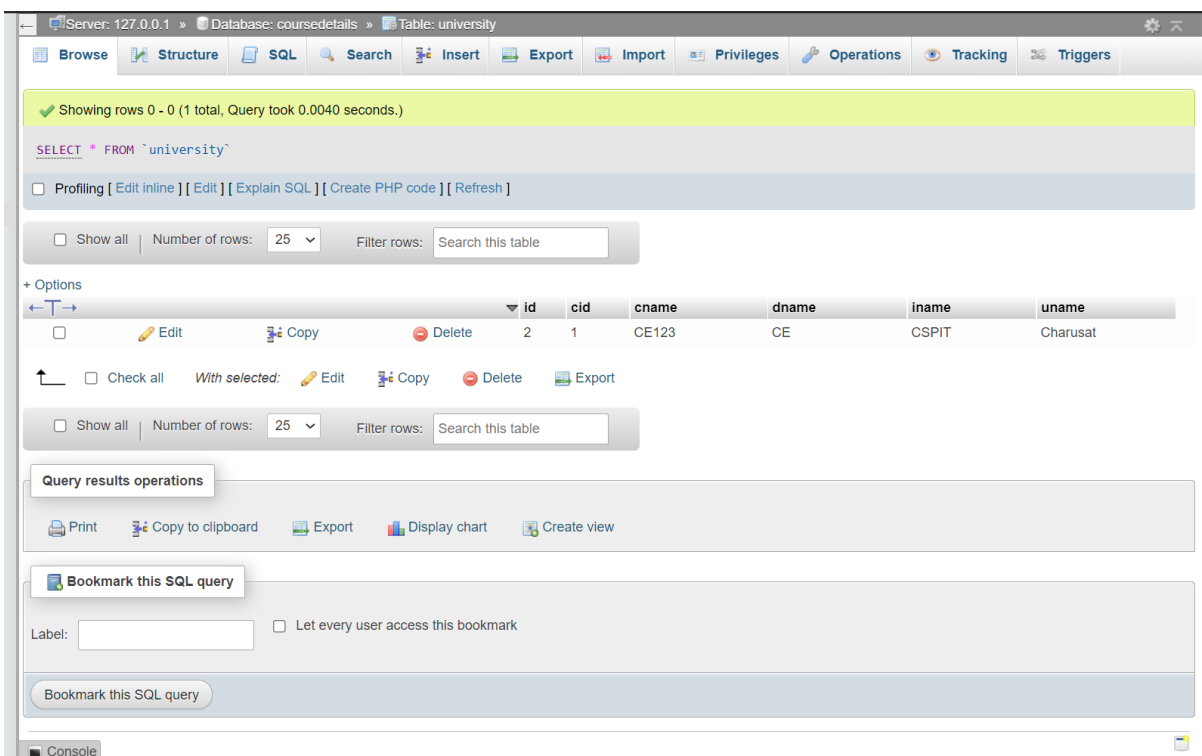 ← Server: 127.0.0.1 » Database: coursedetails » Table: university
Browse Structure SQL Search Insert Export Import Privileges Operations Tracking Triggers
Showing rows 0 - 0 (1 total, Query took 0.0040 seconds.)
SELECT * FROM `university`
Profiling [ Edit inline ] [ Edit ] [ Explain SQL ] [ Create PHP code ] [ Refresh ]
Show all | Number of rows: 25 Filter rows: Search this table
+ Options
←T→ id cid cname dname iname uname
Edit Copy Delete 2 1 CE123 CE CSPIT Charusat
Check all With selected: Edit Copy Delete Export
Show all | Number of rows: 25 Filter rows: Search this table
Query results operations
Print Copy to clipboard Export Display chart Create view
Bookmark this SQL query
Label: Let every user access this bookmark
Bookmark this SQL query
Console